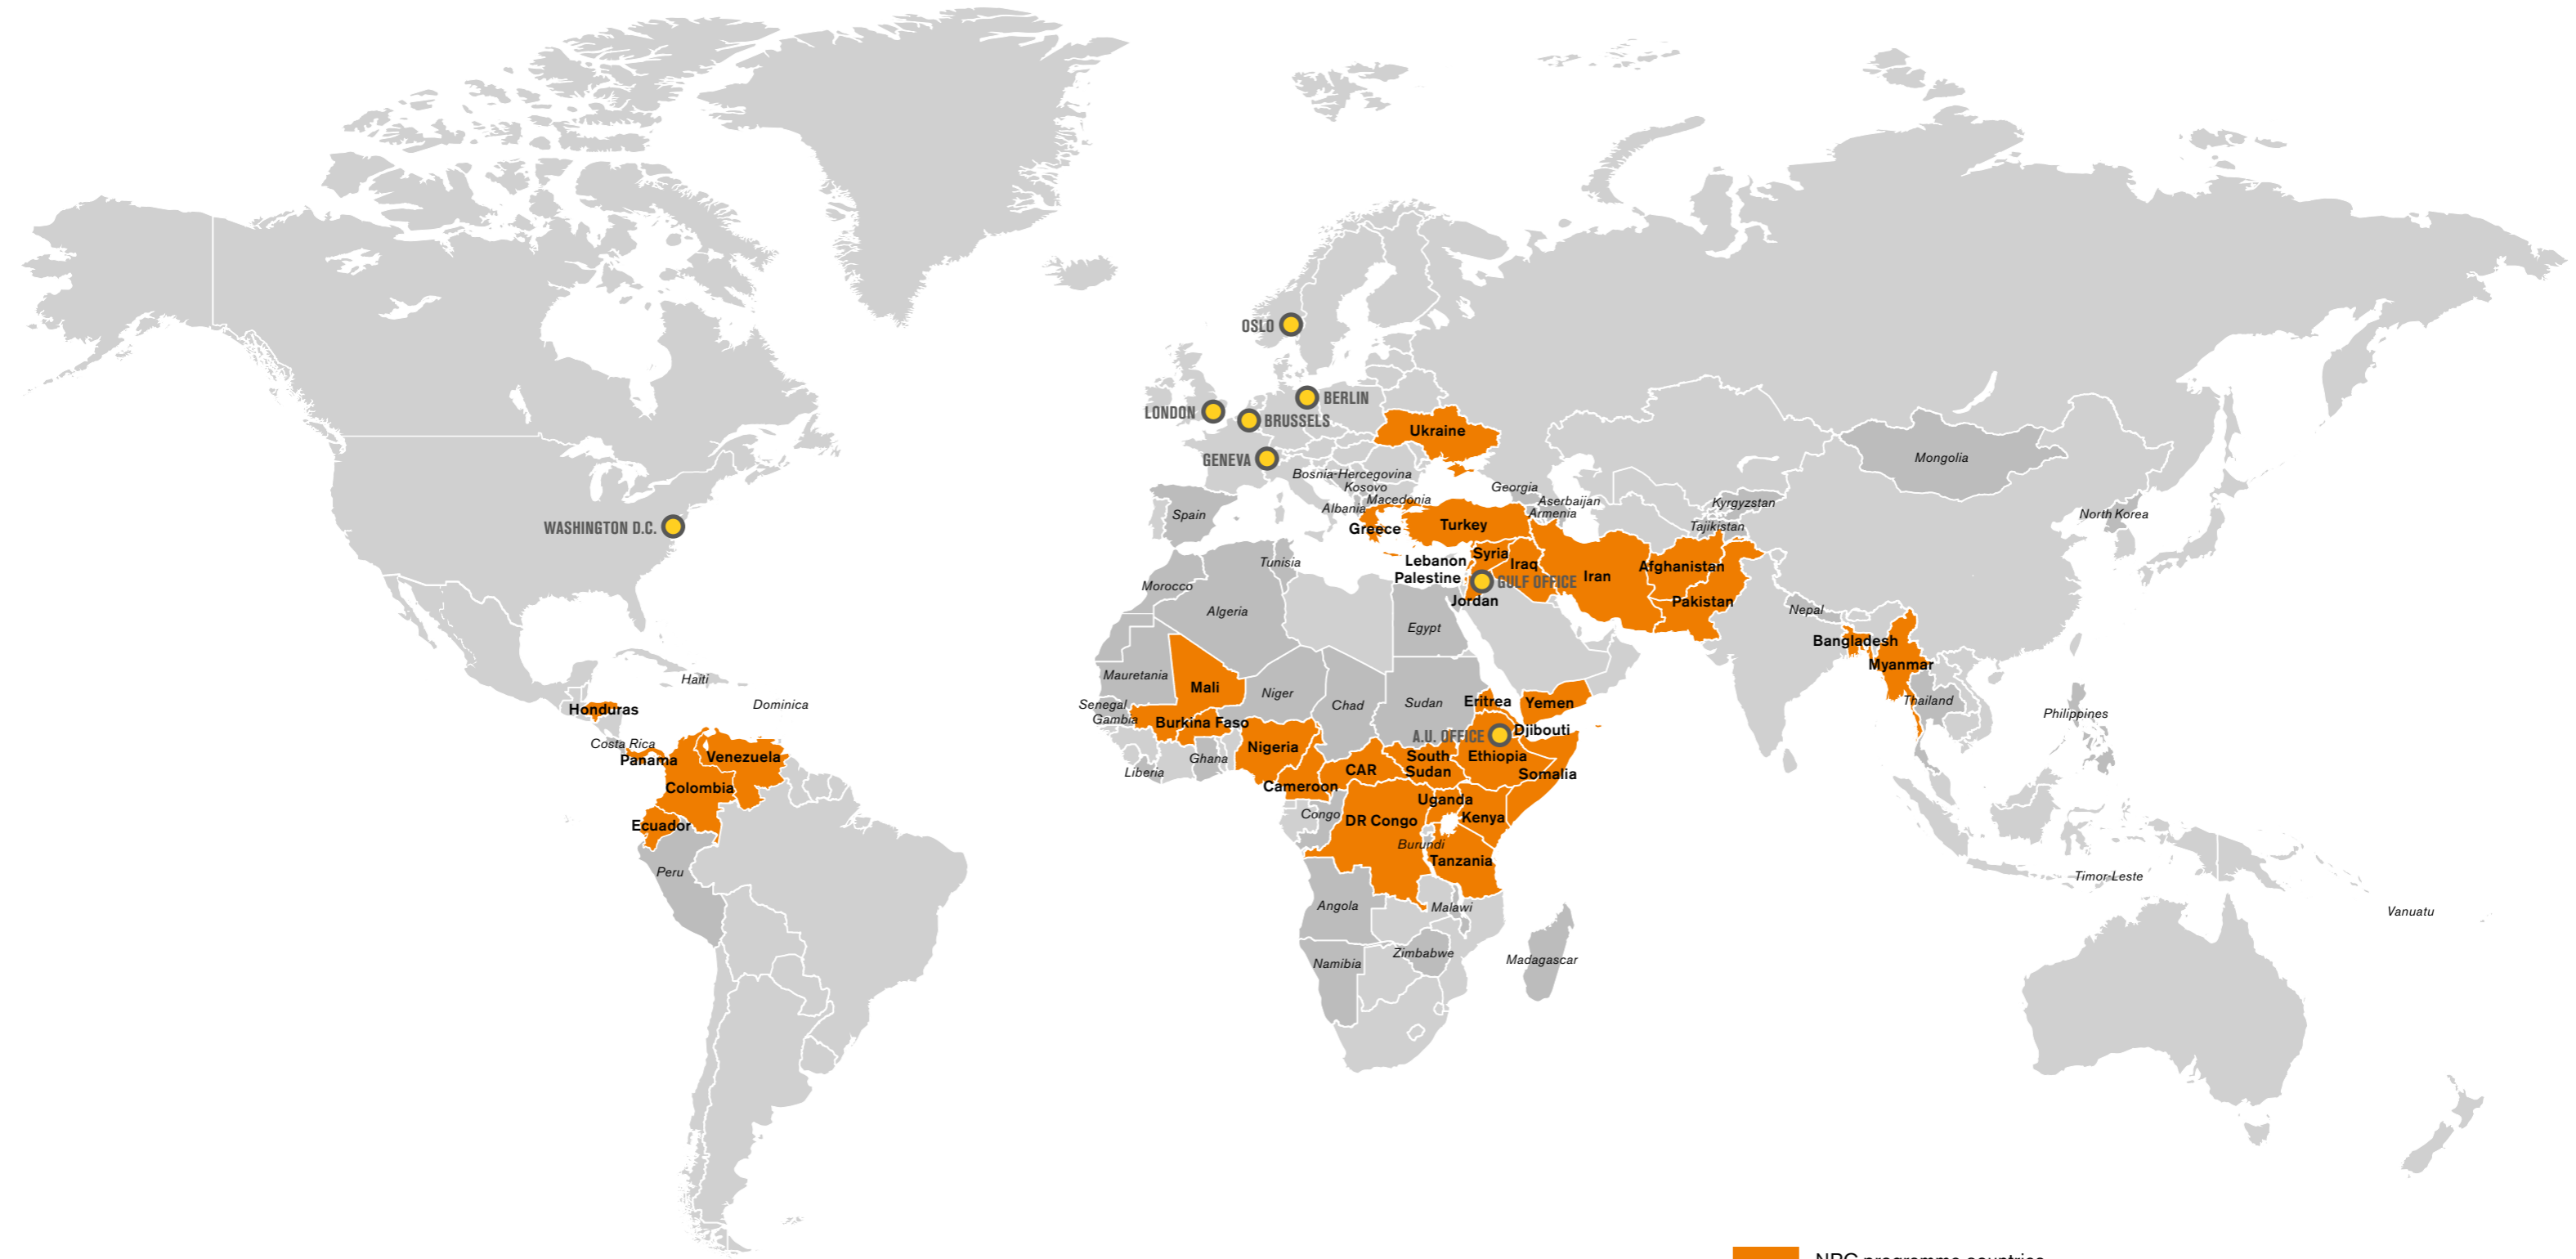 OSLO
BERLIN
LONDON
BRUSSELS
Ukraine
GENEVA
Mongolia
Bosnia-Hercegovina
Kosovo
Georgia
Macedonia
Aserbaijan
Kyrgyzstan
Albania
Armenia
North Korea
Spain
WASHINGTON D.C.
Greece
Turkey
Tajikistan
Syria
Tunisia
Lebanon
Iraq
Afghanistan
Palestine
GULF OFFICE
Iran
Morocco
Jordan
Pakistan
Algeria
Nepal
Egypt
Bangladesh
Myanmar
Mauretania
Haiti
Mali
Niger
Senegal
Dominica
Chad
Sudan
Eritrea
Yemen
Thailand
Honduras
Gambia
Burkina Faso
Philippines
A.U. OFFICE
Djibouti
Costa Rica
Nigeria
Panama
Venezuela
Ghana
South
Sudan
Ethiopia
Liberia
CAR
Somalia
Colombia
Cameroon
Uganda
Congo
DR Congo
Kenya
Ecuador
Burundi
Tanzania
Peru
Timor-Leste
Angola
Malawi
Vanuatu
Zimbabwe
Namibia
Madagascar
NRC programme countries